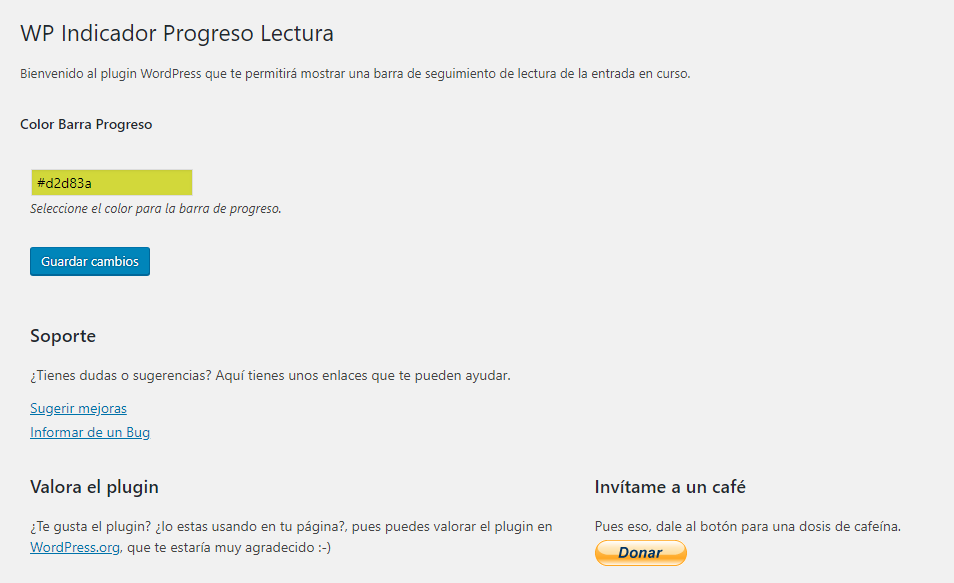 WP Indicador Progreso Lectura
Bienvenido al plugin WordPress que te permitirá mostrar una barra de seguimiento de lectura de la entrada en curso.
Color Barra Progreso
#d2d83a
Seleccione el color para la barra de progreso.
Guardar cambios
Soporte
¿Tienes dudas o sugerencias? Aquí tienes unos enlaces que te pueden ayudar.
Sugerir mejoras
Informar de un Bug
Valora el plugin
¿Te gusta el plugin? ¿lo estas usando en tu página?, pues puedes valorar el plugin en
WordPress.org, que te estaría muy agradecido :-)
Invítame a un café
Pues eso, dale al botón para una dosis de cafeína.
Donar